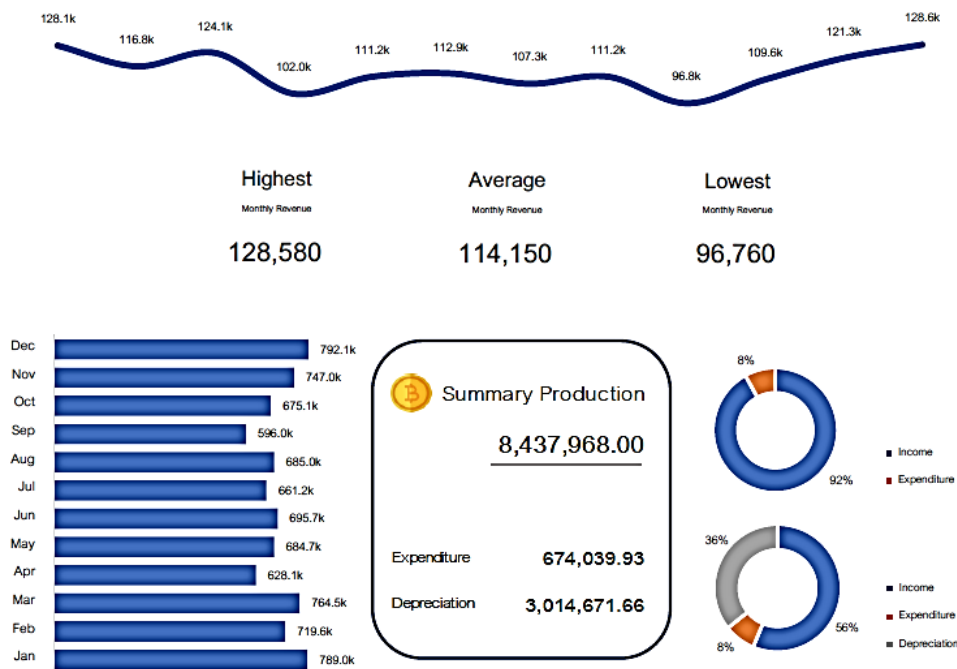 128.1k 116.8k 124.1k 102.0k 111.2k 112.9k 107.3k 111.2k 96.8k 109.6k 121.3k 128.6k
Highest
Monthly Revenue
128,580
Average
Monthly Revenue
114,150
Lowest
Monthly Revenue
96,760
Dec 792.1k
Nov 747.0k
Oct 675.1k
Sep 596.0k
Aug 685.0k
Jul 661.2k
Jun 695.7k
May 684.7k
Apr 628.1k
Mar 764.5k
Feb 719.6k
Jan 789.0k
Summary Production
8,437,968.00
Expenditure 674,039.93
Depreciation 3,014,671.66
8%
92%
Income
Expenditure
36%
8%
56%
Income
Expenditure
Depreciation